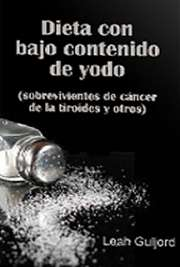 Dieta con
bajo contenido
de yodo
(sobrevivientes de cáncer
de la tiroides y otros)
Leah Guljord